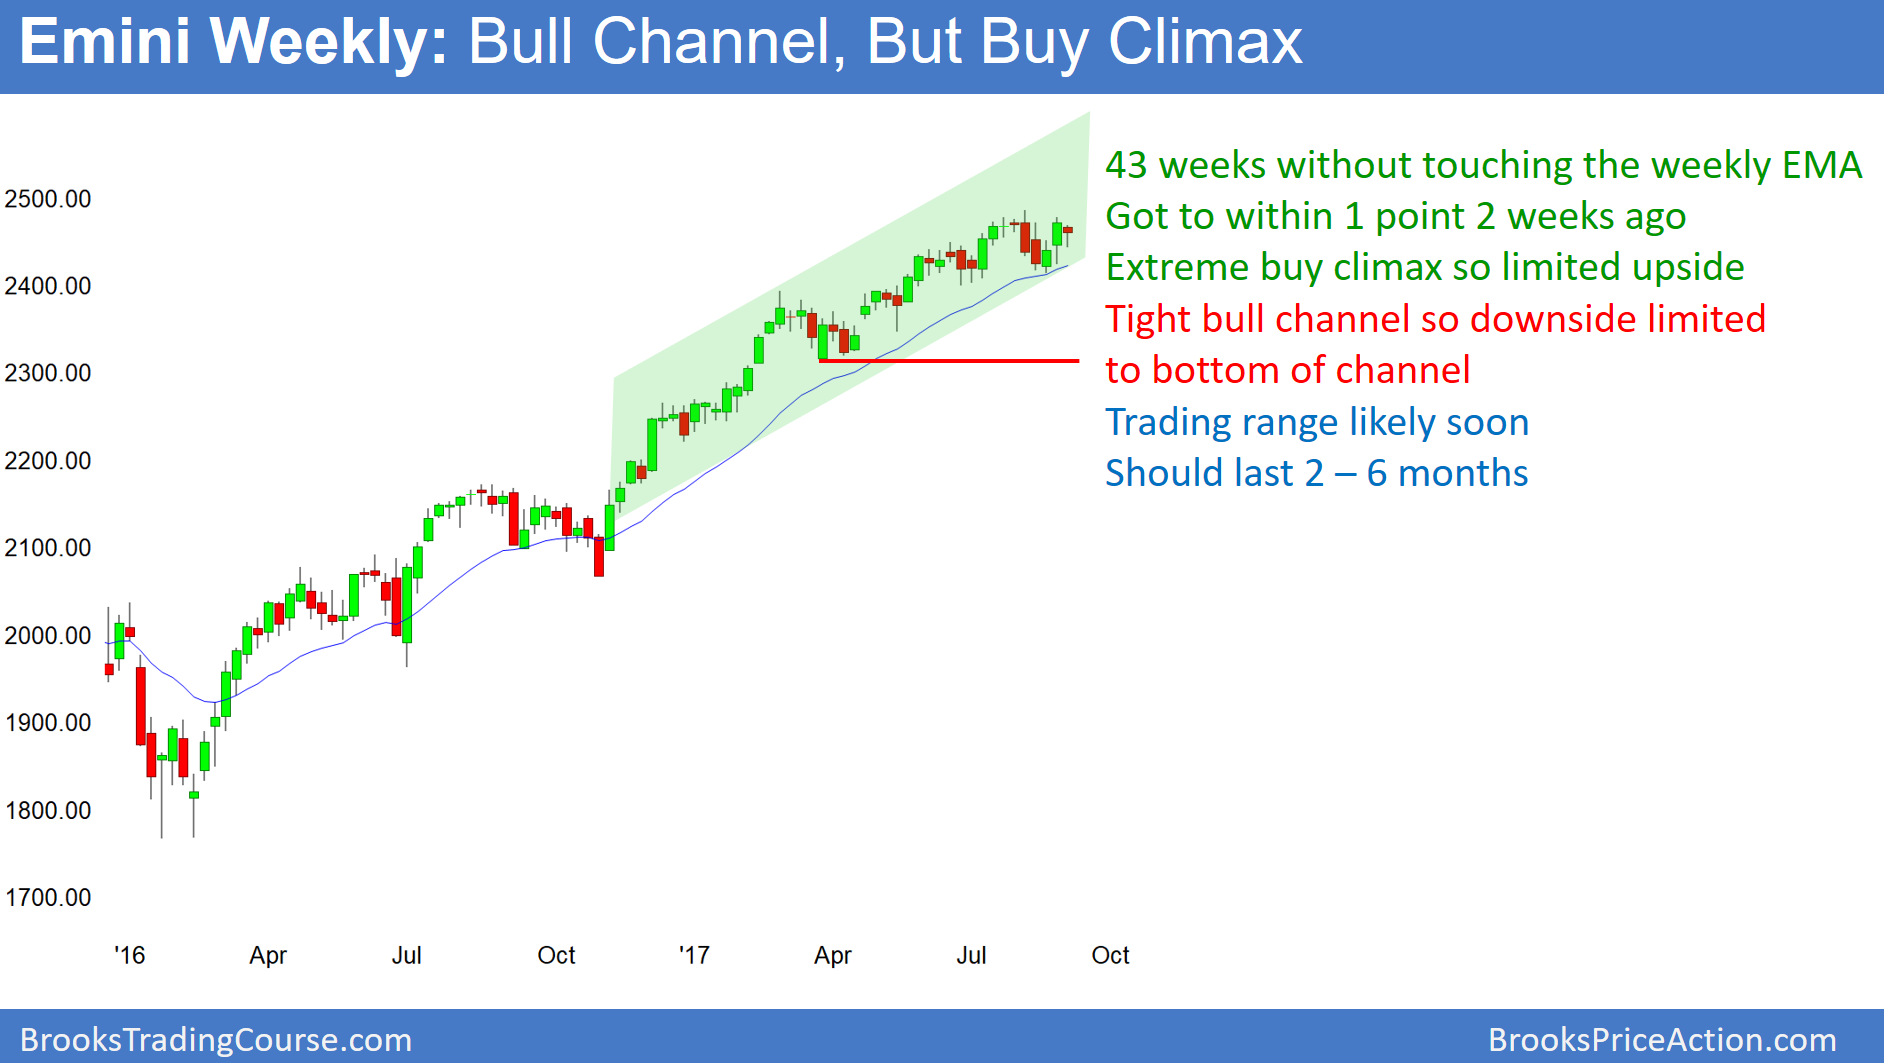 Emini Weekly: Bull Channel, But Buy Climax
43 weeks without touching the weekly EMA
Got to within 1 point 2 weeks ago
Extreme buy climax so limited upside
Tight bull channel so downside limited
to bottom of channel
Trading range likely soon
Should last 2 – 6 months
2500.00
2400.00
2300.00
2200.00
2100.00
2000.00
1900.00
1800.00
1700.00
'16 Apr Jul Oct '17 Apr Jul Oct
BrooksTradingCourse.com
BrooksPriceAction.com